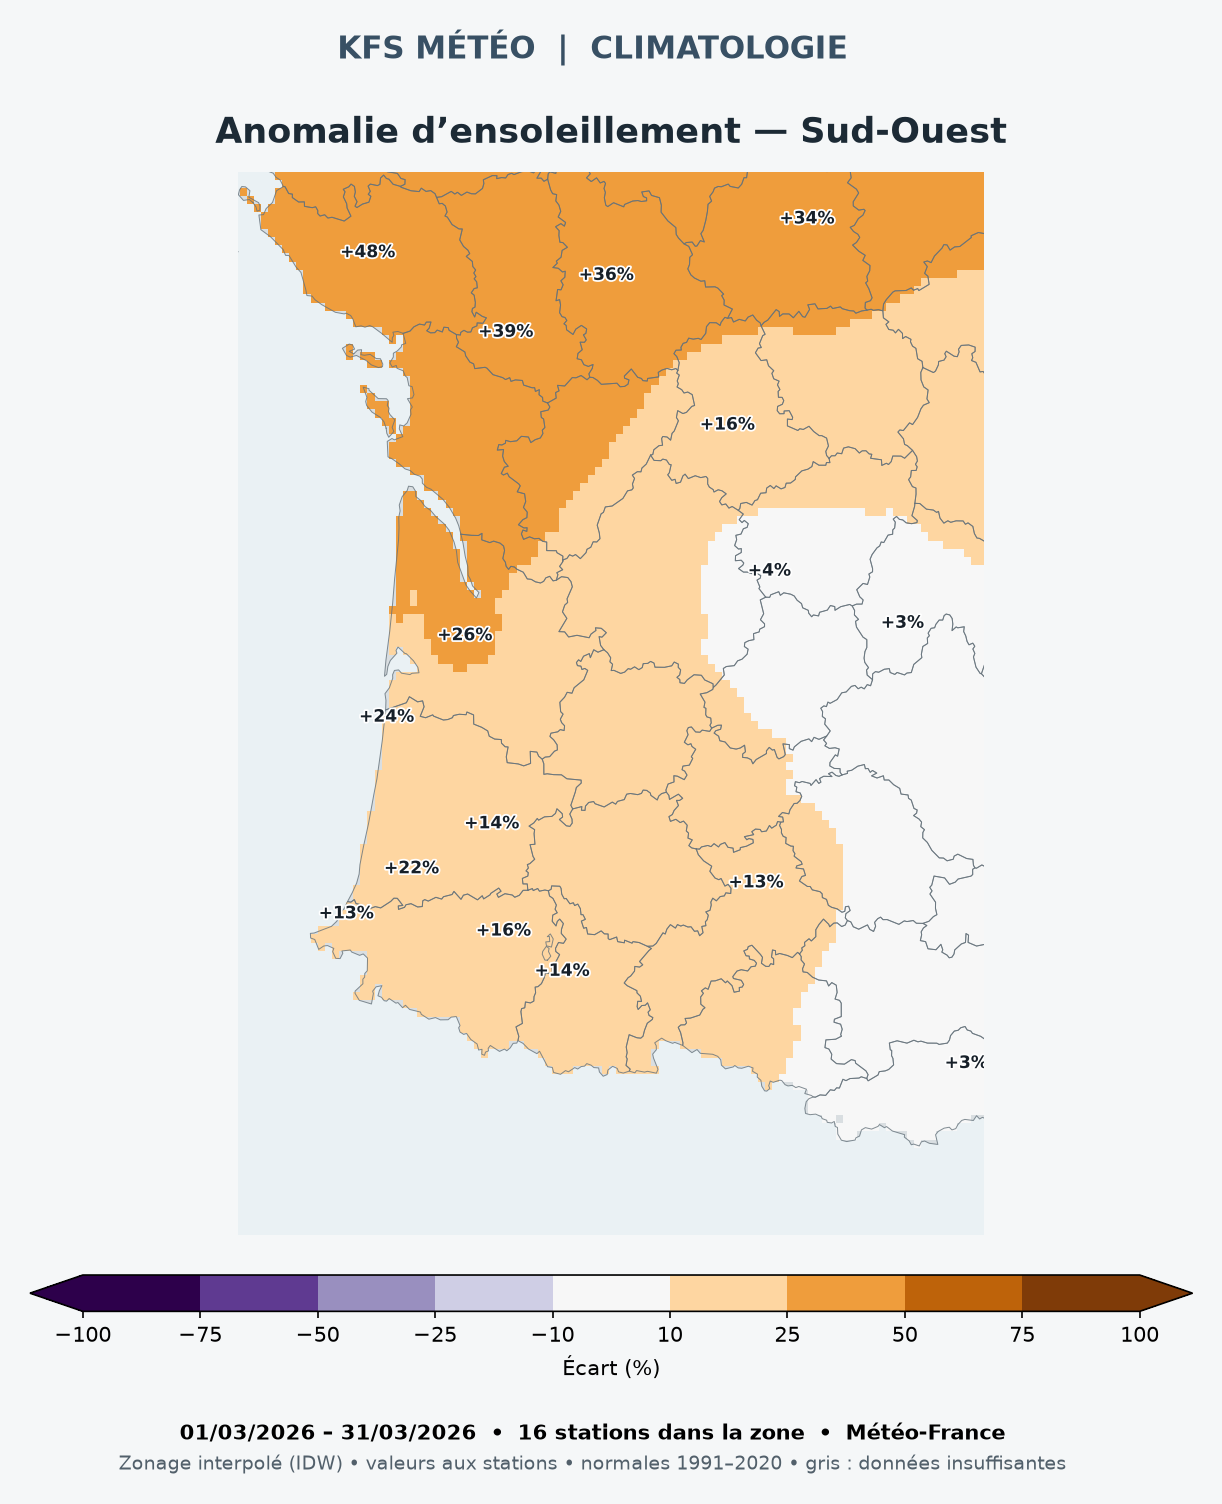 KFS MÉTÉO | CLIMATOLOGIE
Anomalie d’ensoleillement — Sud-Ouest
+34%
+48%
+36%
+39%
+16%
+4%
+3%
+26%
+24%
+14%
+22%
+13%
+13%
+16%
+14%
+3%
−100 −75 −50 −25 −10 10 25 50 75 100
Écart (%)
01/03/2026 – 31/03/2026 • 16 stations dans la zone • Météo-France
Zonage interpolé (IDW) • valeurs aux stations • normales 1991–2020 • gris : données insuffisantes